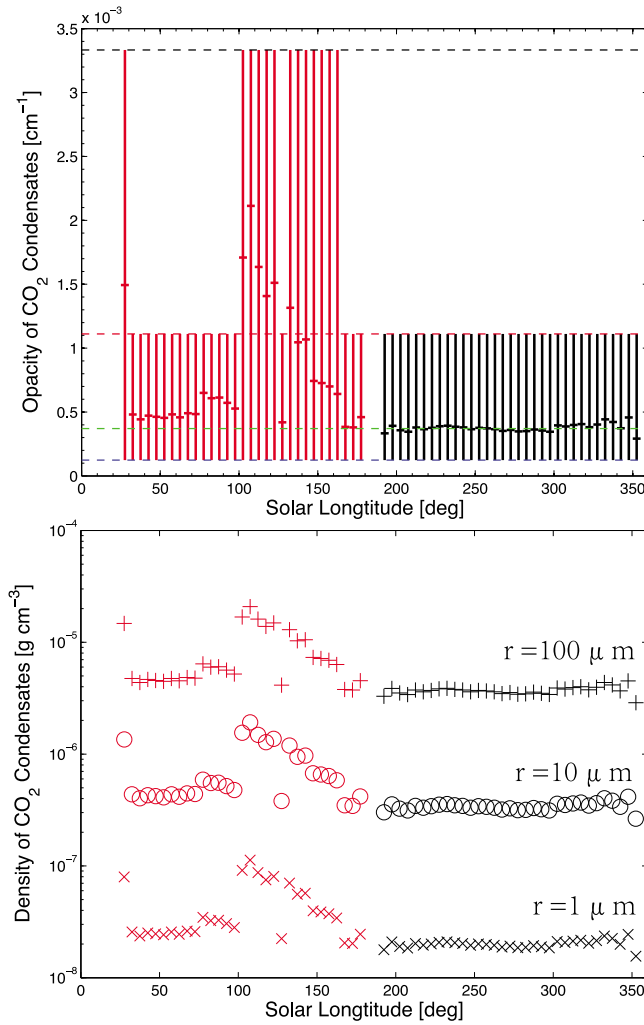 × 10⁻³
3.5
3
2.5
2
1.5
1
0.5
0
Opacity of CO₂ Condensates [cm⁻¹]
0 50 100 150 200 250 300 350
Solar Longtitude [deg]
10⁻⁴
10⁻⁵
10⁻⁶
10⁻⁷
10⁻⁸
Density of CO₂ Condensates [g cm⁻³]
r=100 μ m
r=10 μ m
r=1 μ m
0 50 100 150 200 250 300 350
Solar Longtitude [deg]